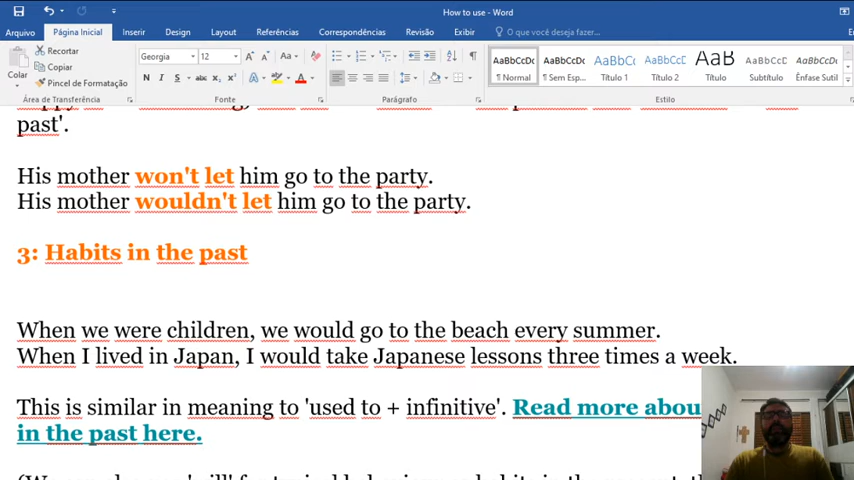 How to use - Word
Arquivo Página Inicial Inserir Design Layout Referências Correspondências Revisão Exibir O que você deseja fazer...
Recortar
Copiar
Pincel de Formatação
Colar
Georgia 12
Aa
N I S abc
AaBbCcDc AaBbCcDc AaBbC AaBbCcD AaB AaBbCcD AaBbCcDc
¶ Normal ¶ Sem Esp... Título 1 Título 2 Título Subtítulo Ênfase Sutil
Área de Transferência Fonte Parágrafo Estilo
past'.
His mother won't let him go to the party.
His mother wouldn't let him go to the party.
3: Habits in the past
When we were children, we would go to the beach every summer.
When I lived in Japan, I would take Japanese lessons three times a week.
This is similar in meaning to 'used to + infinitive'. Read more abou
in the past here.